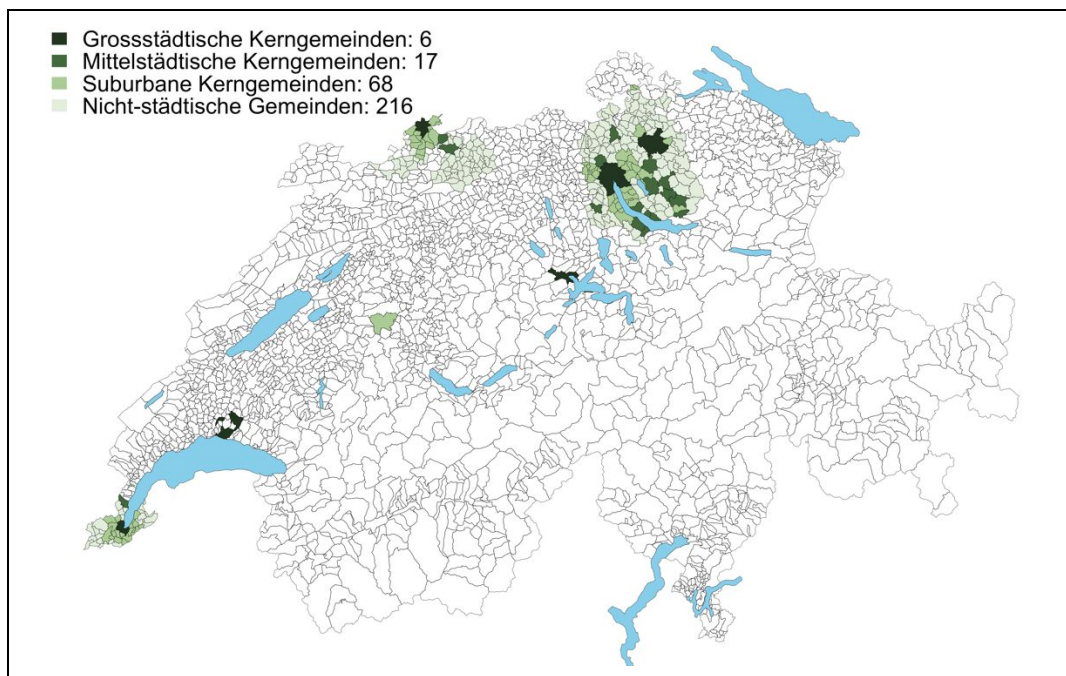 Grossstädtische Kerngemeinden: 6
Mittelstädtische Kerngemeinden: 17
Suburbane Kerngemeinden: 68
Nicht-städtische Gemeinden: 216